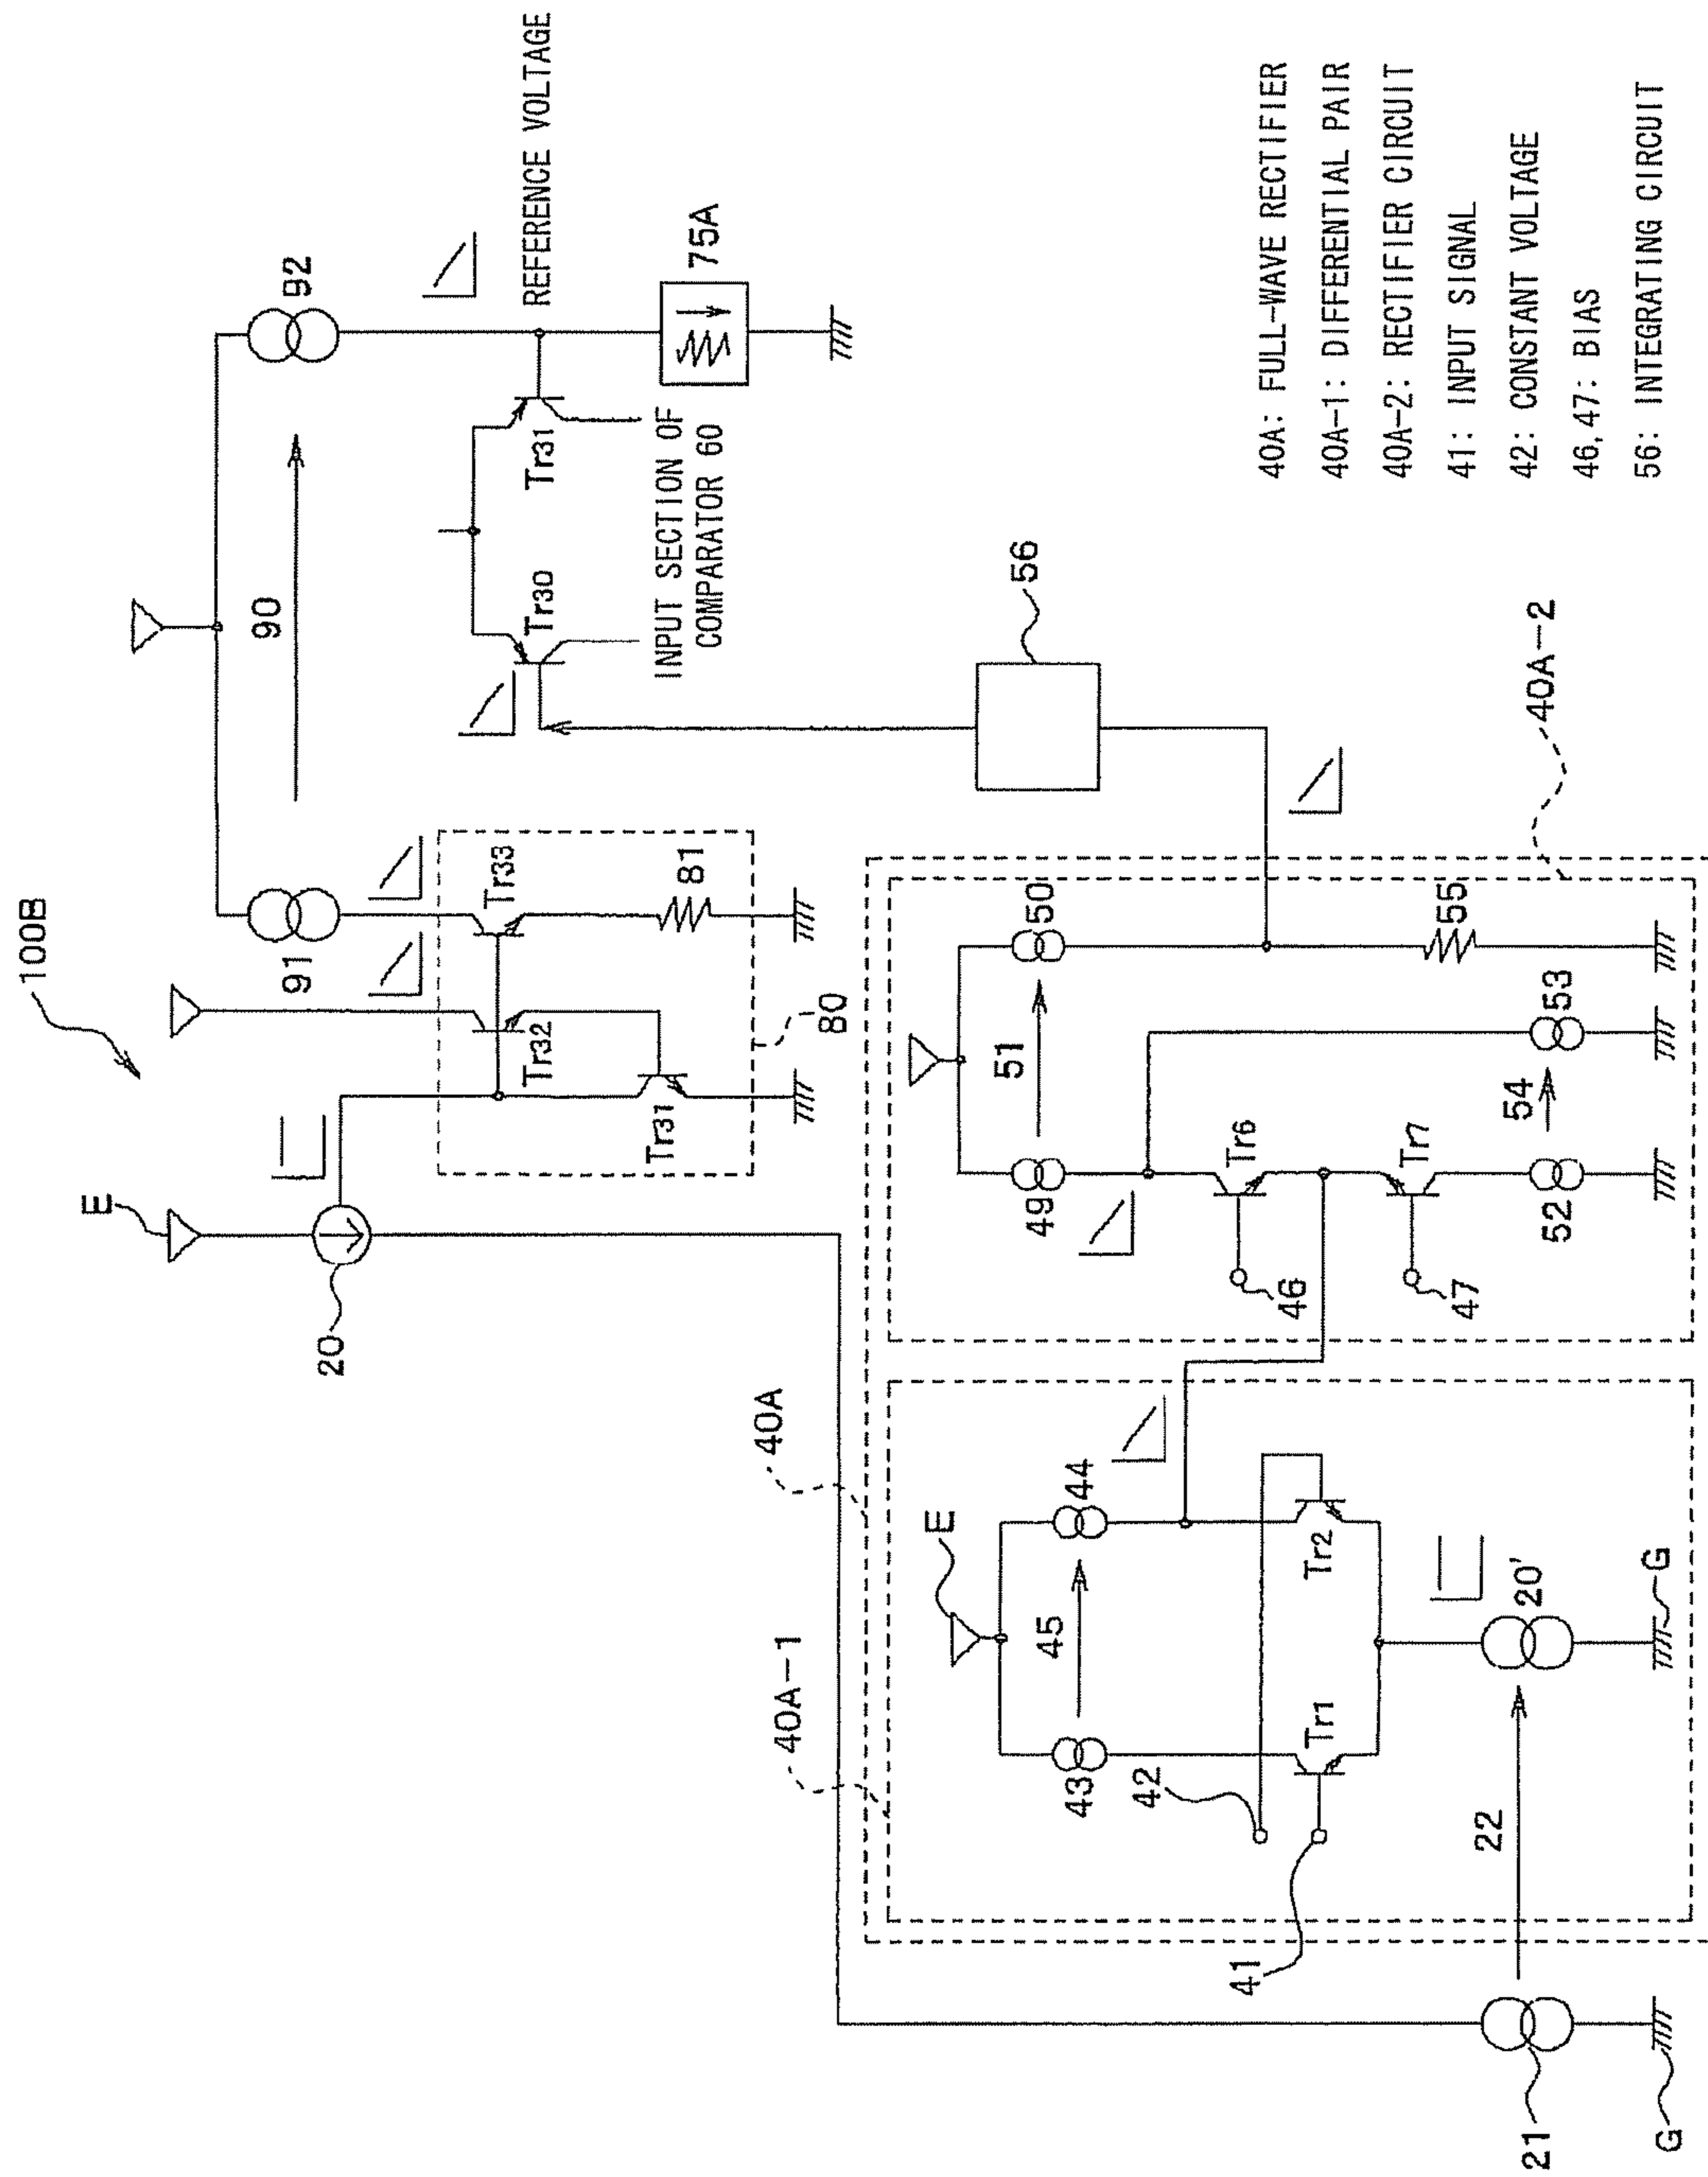 100B
E
20
91
90
92
REFERENCE VOLTAGE
Tr32
Tr33
Tr31
81
80
Tr30
Tr31
75A
INPUT SECTION OF
COMPARATOR 60
56
40A
40A-1
40A-2
E
43
45
44
42
41
Tr1
Tr2
22
20'
21
G
G
49
51
50
46
Tr6
47
Tr7
52
54
53
55
40A: FULL-WAVE RECTIFIER
40A-1: DIFFERENTIAL PAIR
40A-2: RECTIFIER CIRCUIT
41: INPUT SIGNAL
42: CONSTANT VOLTAGE
46,47: BIAS
56: INTEGRATING CIRCUIT